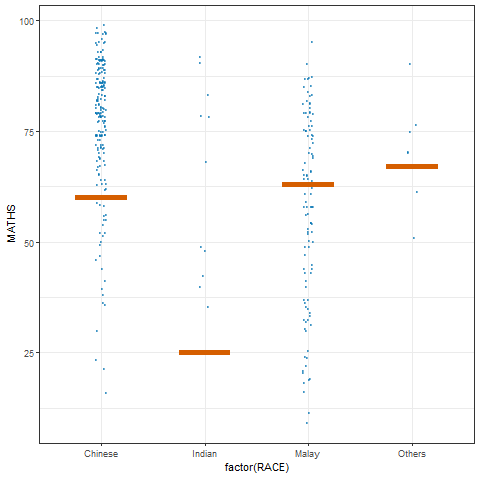 100
75
50
25
MATHS
Chinese
Indian
Malay
Others
factor(RACE)